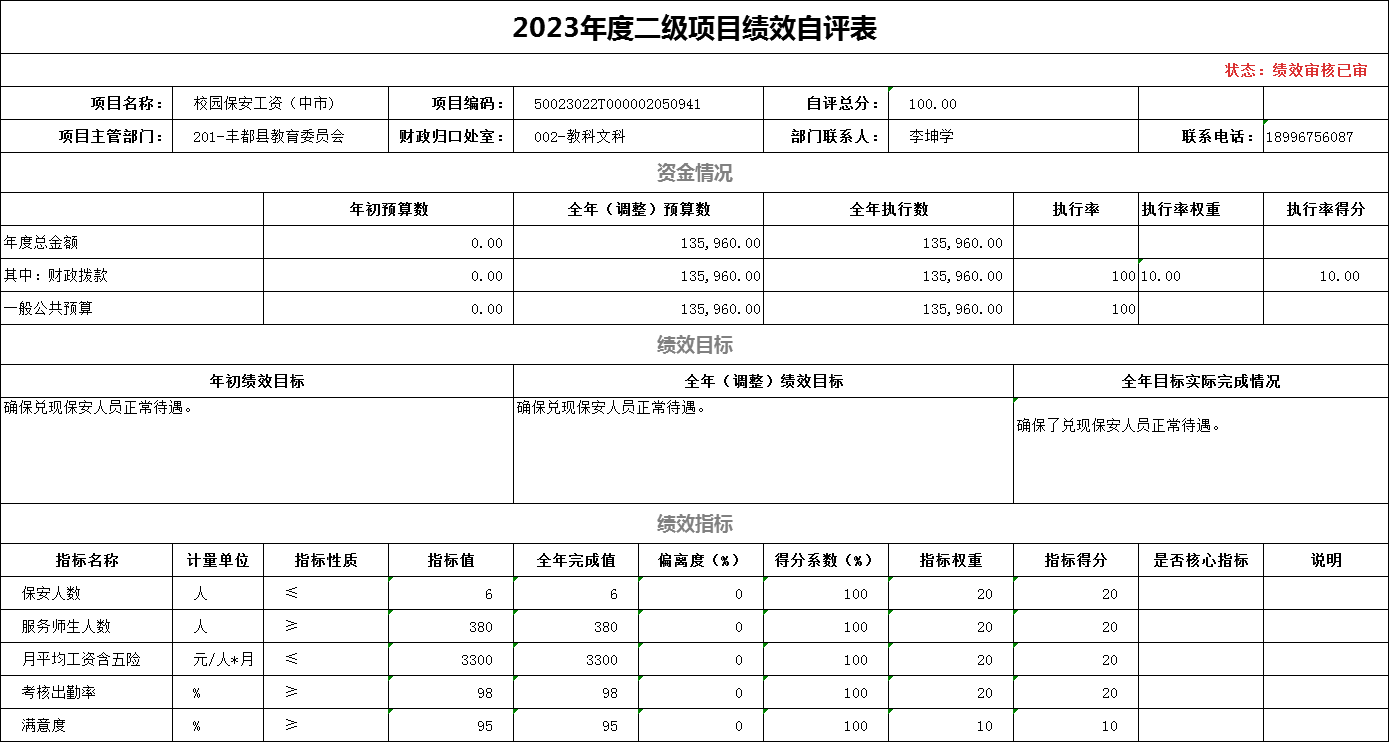 2023年度二级项目绩效自评表
状态：绩效审核已审
项目名称： 校园保安工资（中市） 项目编码： 50023022T000002050941 自评总分： 100.00
项目主管部门： 201-丰都县教育委员会 财政归口处室： 002-教科文科 部门联系人： 李坤学 联系电话： 18996756087
资金情况
年初预算数 全年（调整）预算数 全年执行数 执行率 执行率权重 执行率得分
年度总金额 0.00 135,960.00 135,960.00
其中：财政拨款 0.00 135,960.00 135,960.00 100 10.00 10.00
一般公共预算 0.00 135,960.00 135,960.00 100
绩效目标
年初绩效目标 全年（调整）绩效目标 全年目标实际完成情况
确保兑现保安人员正常待遇。 确保兑现保安人员正常待遇。 确保了兑现保安人员正常待遇。
绩效指标
指标名称 计量单位 指标性质 指标值 全年完成值 偏离度（%） 得分系数（%） 指标权重 指标得分 是否核心指标 说明
保安人数 人 ≤ 6 6 0 100 20 20
服务师生人数 人 ≥ 380 380 0 100 20 20
月平均工资含五险 元/人*月 ≤ 3300 3300 0 100 20 20
考核出勤率 % ≥ 98 98 0 100 20 20
满意度 % ≥ 95 95 0 100 10 10